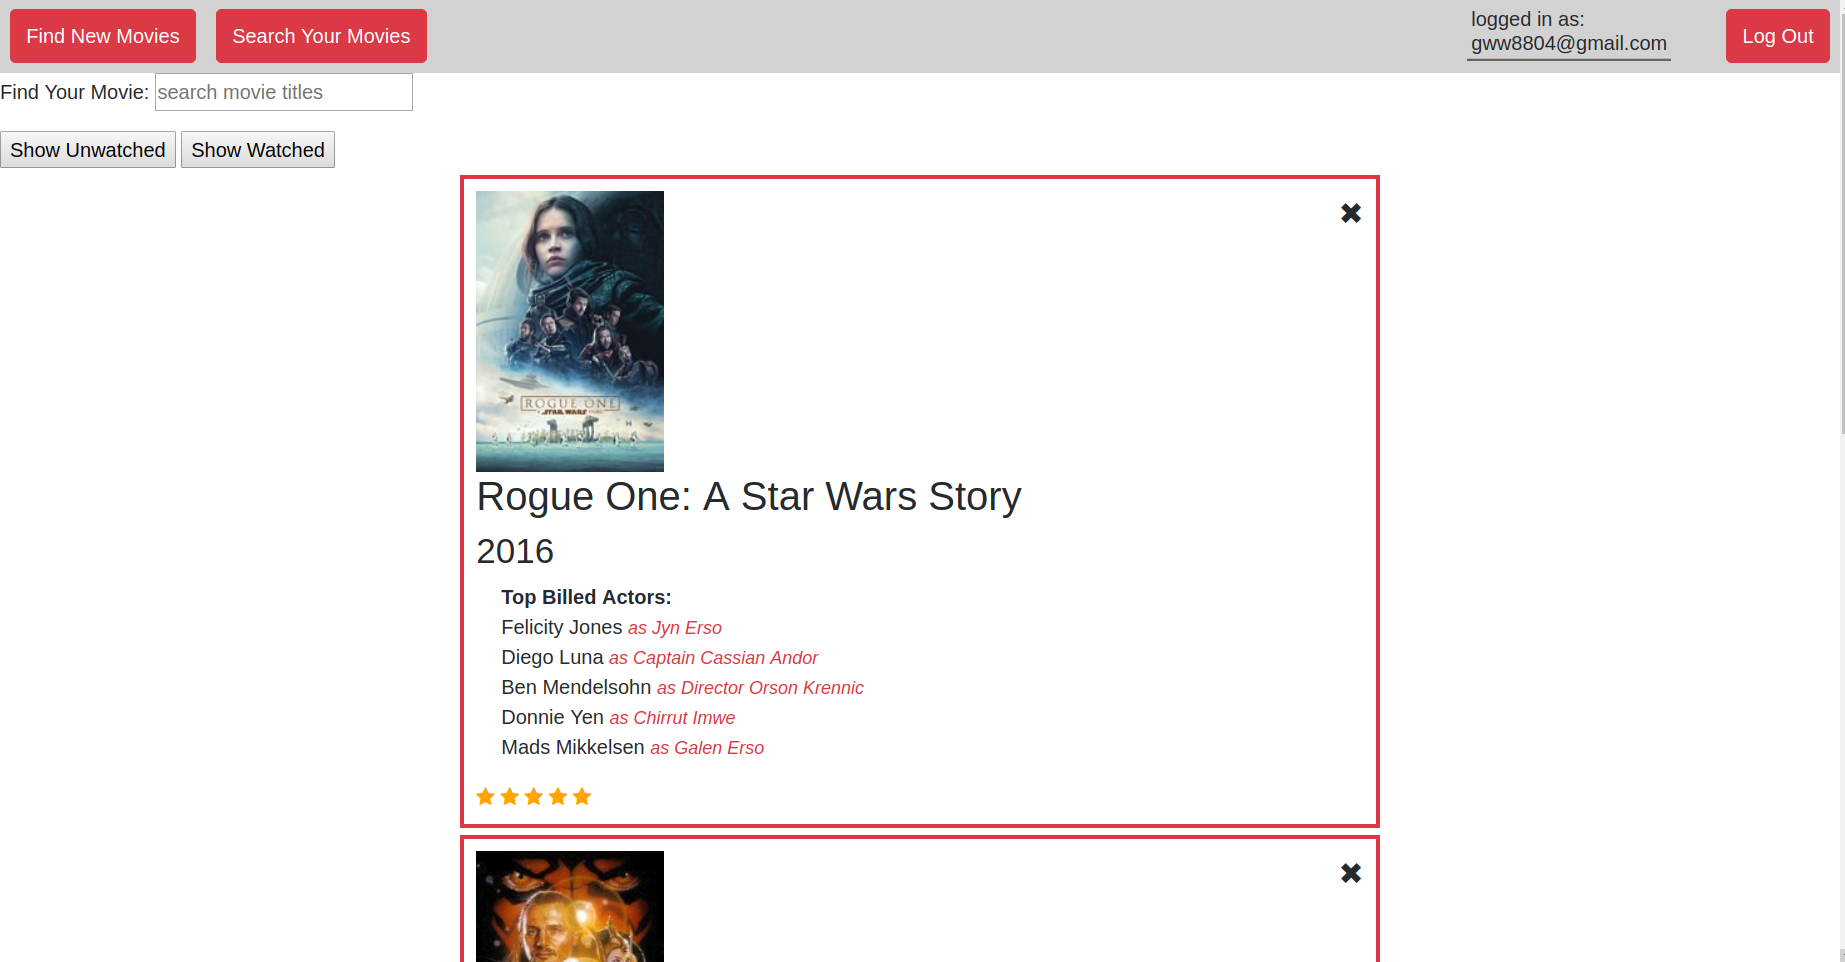 Find New Movies
Search Your Movies
logged in as:
gww8804@gmail.com
Log Out
Find Your Movie:
search movie titles
Show Unwatched
Show Watched
ROGUE ONE
A STAR WARS STORY
Rogue One: A Star Wars Story
2016
Top Billed Actors:
Felicity Jones as Jyn Erso
Diego Luna as Captain Cassian Andor
Ben Mendelsohn as Director Orson Krennic
Donnie Yen as Chirrut Imwe
Mads Mikkelsen as Galen Erso